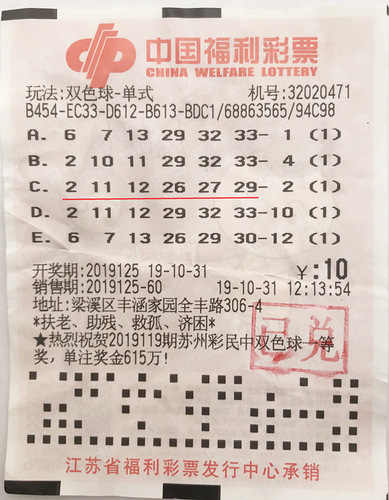 中国福利彩票
CHINA WELFARE LOTTERY
玩法:双色球-单式 机号:32020471
B454-EC33-D612-B613-BDC1/68863565/94C98
A. 6 7 13 29 32 33- 1 (1)
B. 2 10 11 29 32 33- 4 (1)
C. 2 11 12 26 27 29- 2 (1)
D. 2 11 12 29 32 33-10 (1)
E. 6 7 13 26 29 30-12 (1)
开奖期:2019125 19-10-31 ¥:10
销售期:2019125-60 19-10-31 12:13:54
地址:梁溪区丰涵家园全丰路306-4
*扶老、助残、救孤、济困*
★热烈祝贺2019119期苏州彩民中双色球一等
奖,单注奖金615万!
已兑
江苏省福利彩票发行中心承销